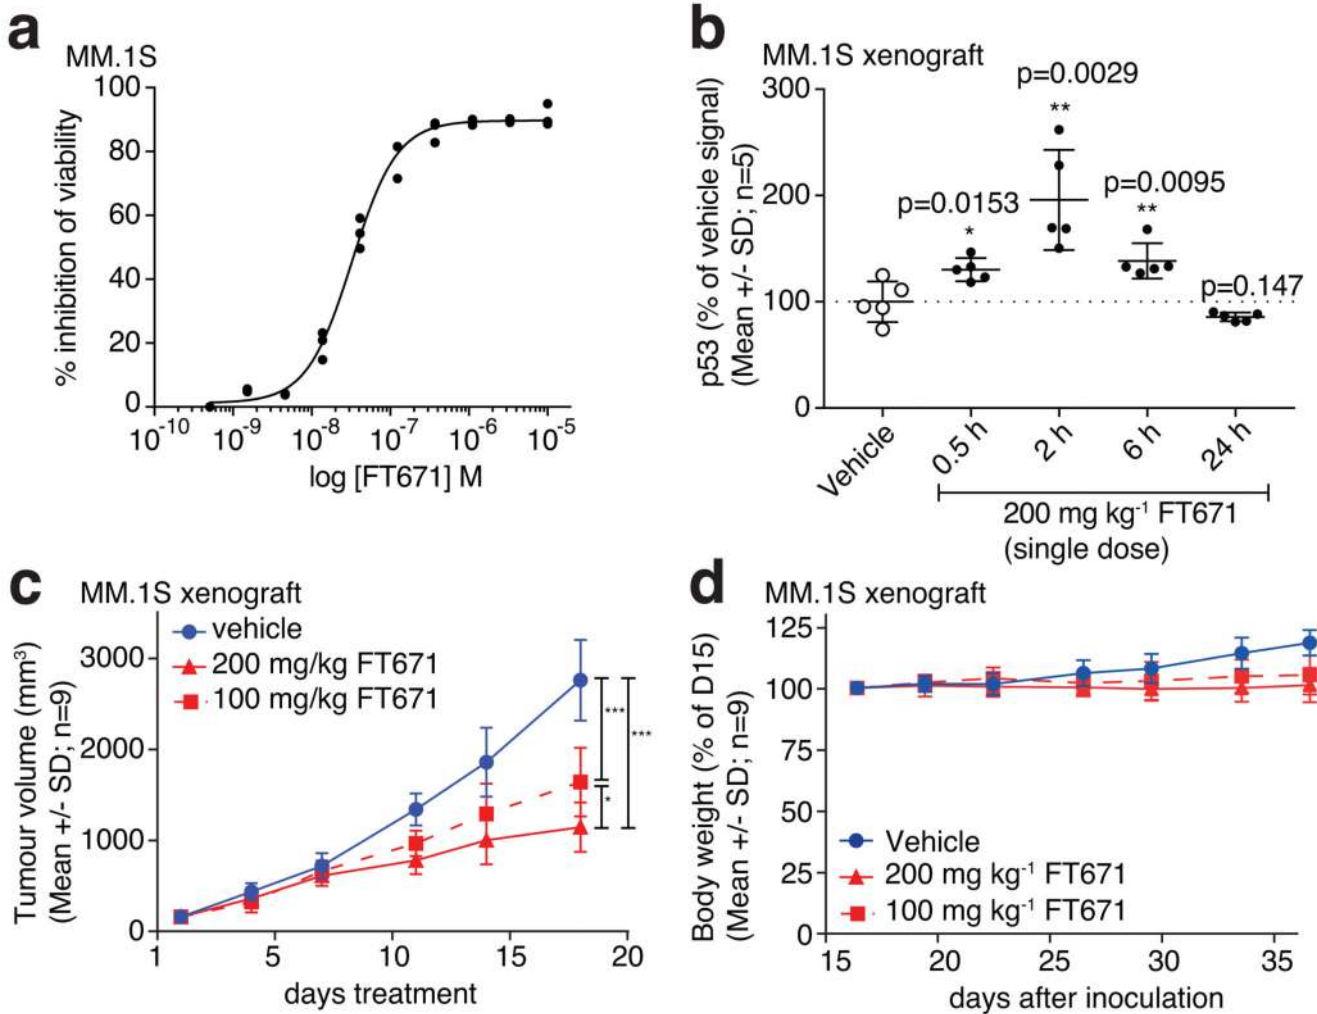 a
MM.1S
% inhibition of viability
100
80
60
40
20
0
10-10
10-9
10-8
10-7
10-6
10-5
log [FT671] M
b
MM.1S xenograft
p53 (% of vehicle signal)
(Mean +/- SD; n=5)
300
200
100
0
p=0.0153
*
p=0.0029
**
p=0.0095
**
p=0.147
Vehicle
0.5 h
2 h
6 h
24 h
200 mg kg-1 FT671
(single dose)
c
MM.1S xenograft
vehicle
200 mg/kg FT671
100 mg/kg FT671
Tumour volume (mm3)
(Mean +/- SD; n=9)
3000
2000
1000
0
***
***
*
1
5
10
15
20
days treatment
d
MM.1S xenograft
Body weight (% of D15)
(Mean +/- SD; n=9)
125
100
75
50
25
0
Vehicle
200 mg kg-1 FT671
100 mg kg-1 FT671
15
20
25
30
35
days after inoculation